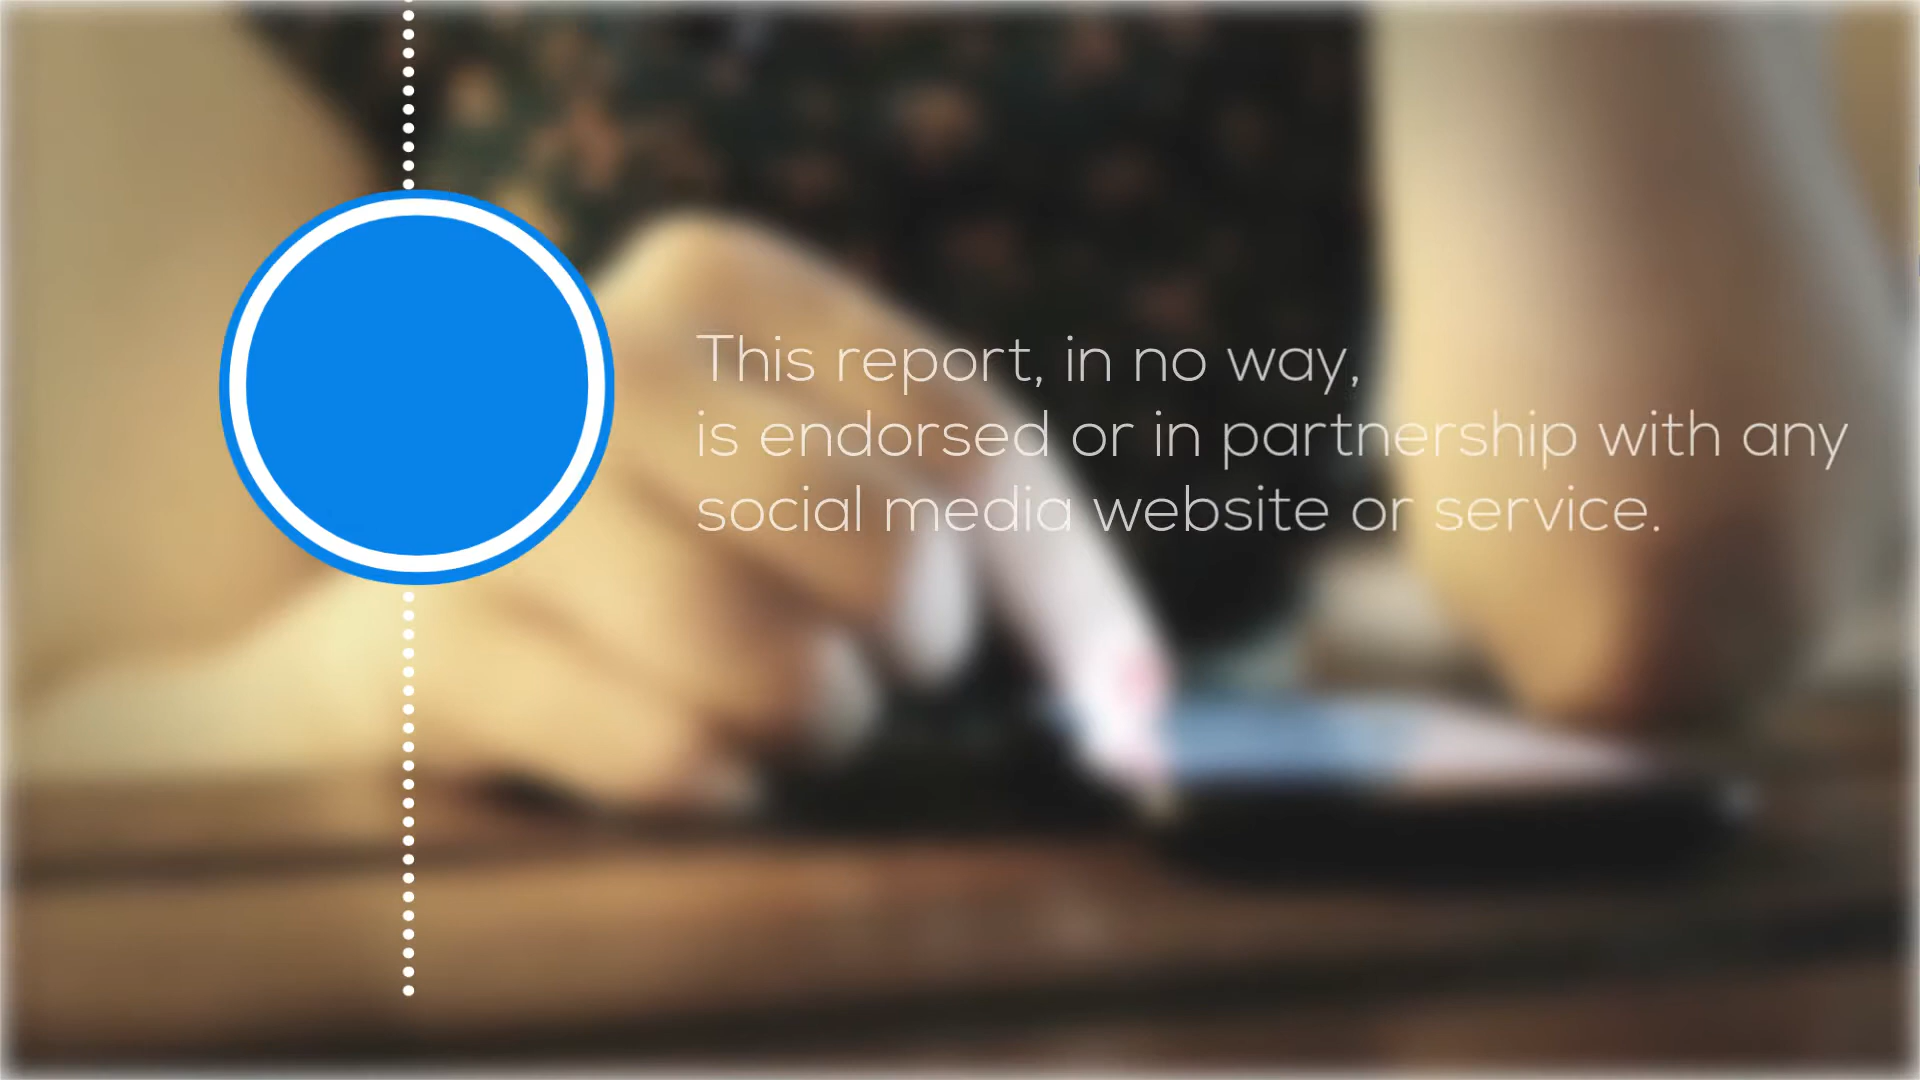 This report, in no way,
is endorsed or in partnership with any
social media website or service.